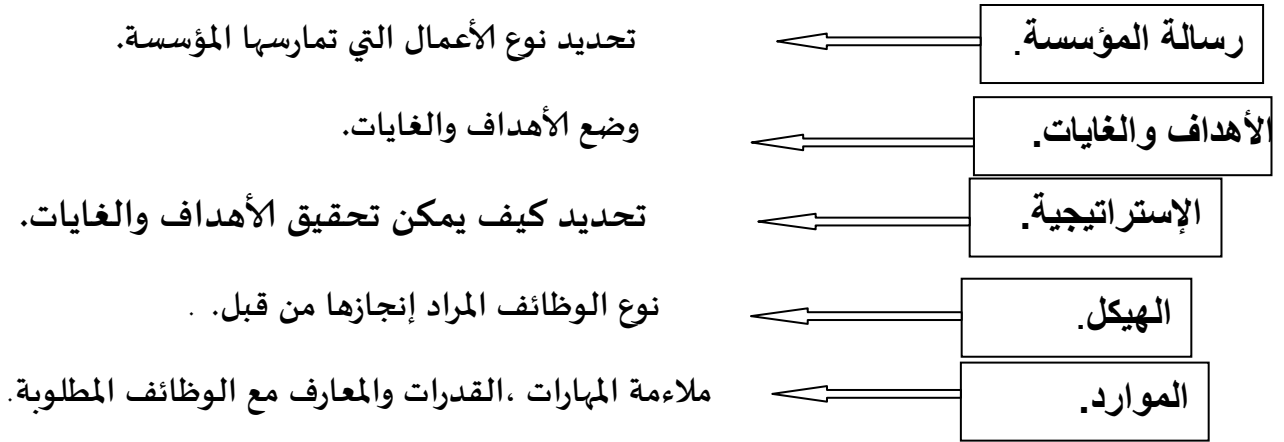 رسالة المؤسسة. تحديد نوع الأعمال التي تمارسها المؤسسة.
الأهداف والغايات. وضع الأهداف والغايات.
الإستراتيجية. تحديد كيف يمكن تحقيق الأهداف والغايات.
الهيكل. نوع الوظائف المراد إنجازها من قبل. .
الموارد. ملاءمة المهارات ،القدرات والمعارف مع الوظائف المطلوبة.